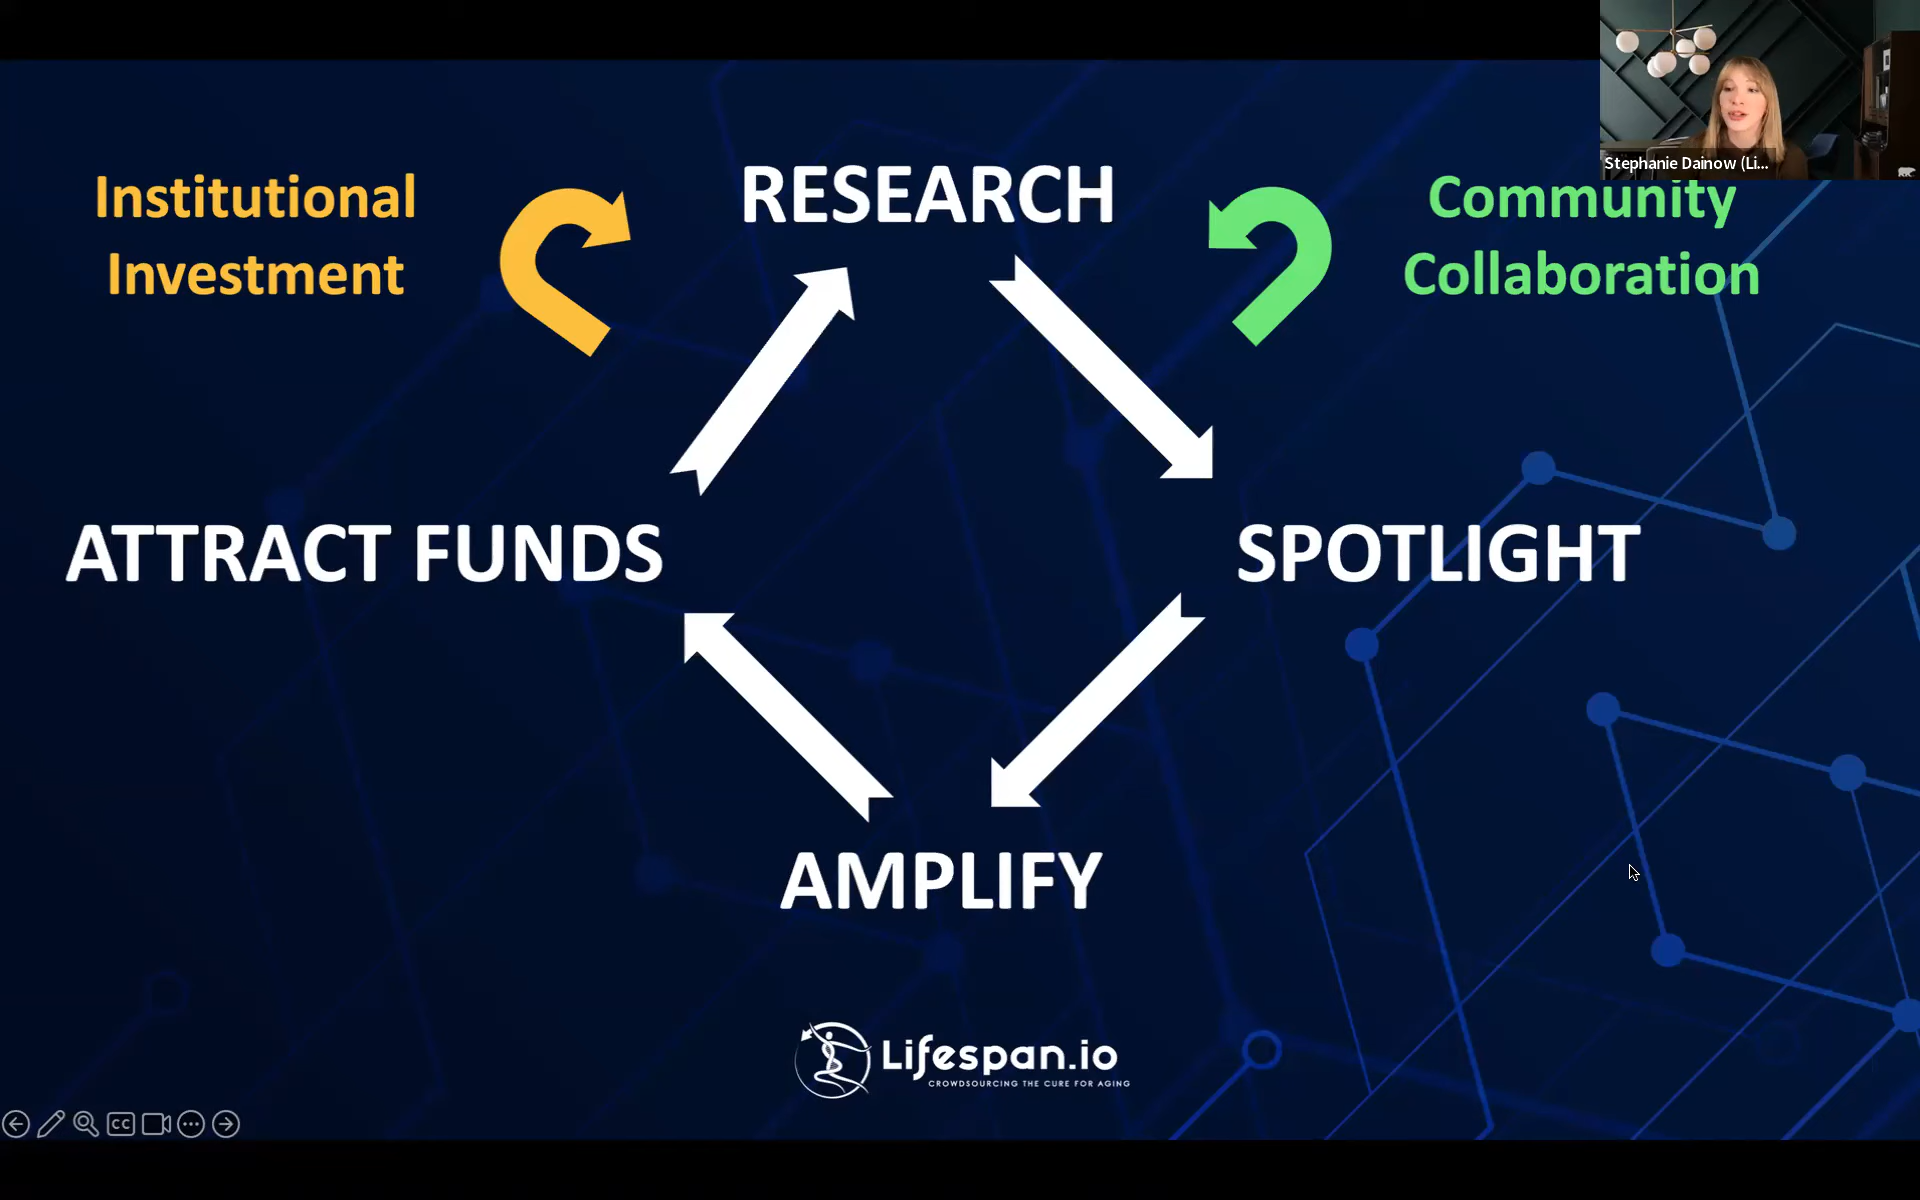 Stephanie Dainow (Li...
Institutional
Investment
RESEARCH
Community
Collaboration
ATTRACT FUNDS
SPOTLIGHT
AMPLIFY
Lifespan.io
CROWDSOURCING THE CURE FOR AGING
CC